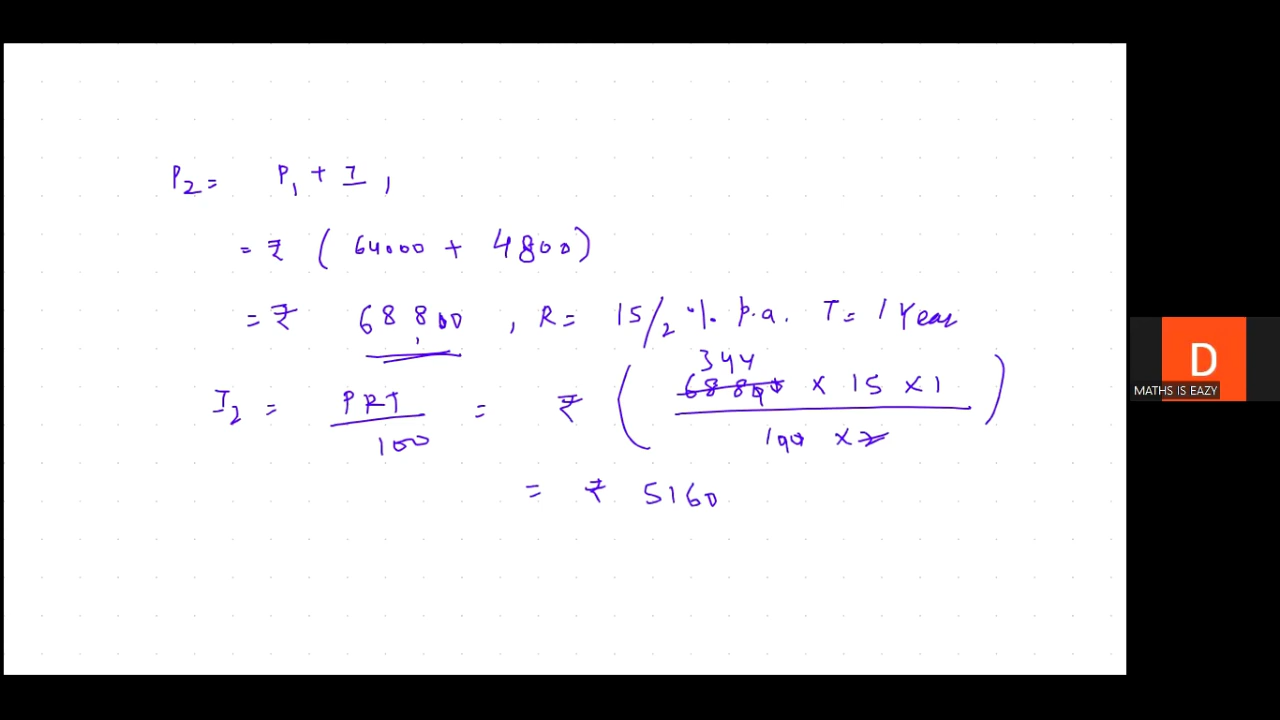 P₂ = P₁ + I₁
= ₹ (64000 + 4800)
= ₹ 68800, R = 15/2 % p.a. T = 1 Year
344
I₂ = PRT/100 = ₹ (68800 × 15 × 1 / 100 × 2)
= ₹ 5160
D
MATHS IS EAZY